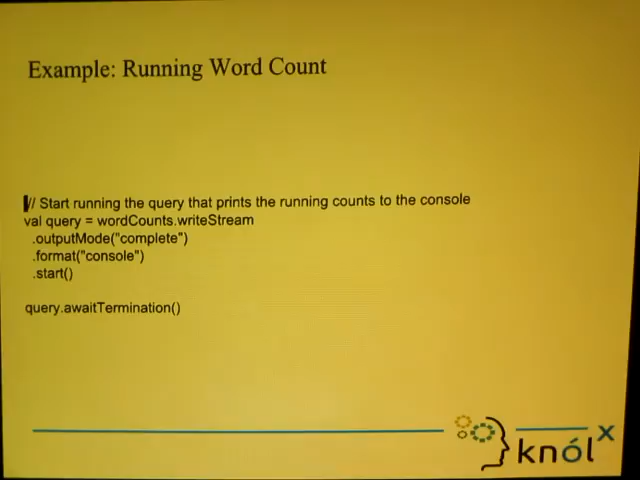 Example: Running Word Count
// Start running the query that prints the running counts to the console
val query = wordCounts.writeStream
.outputMode("complete")
.format("console")
.start()
query.awaitTermination()
knólx